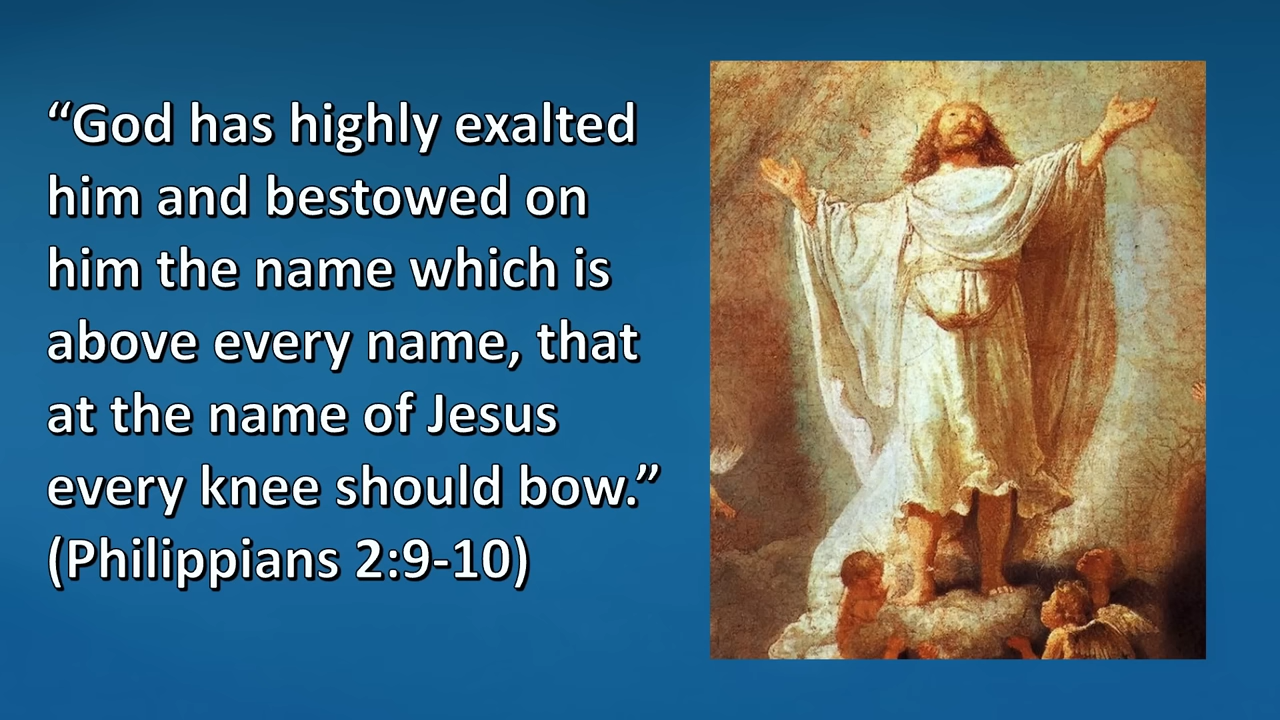 “God has highly exalted
him and bestowed on
him the name which is
above every name, that
at the name of Jesus
every knee should bow.”
(Philippians 2:9-10)